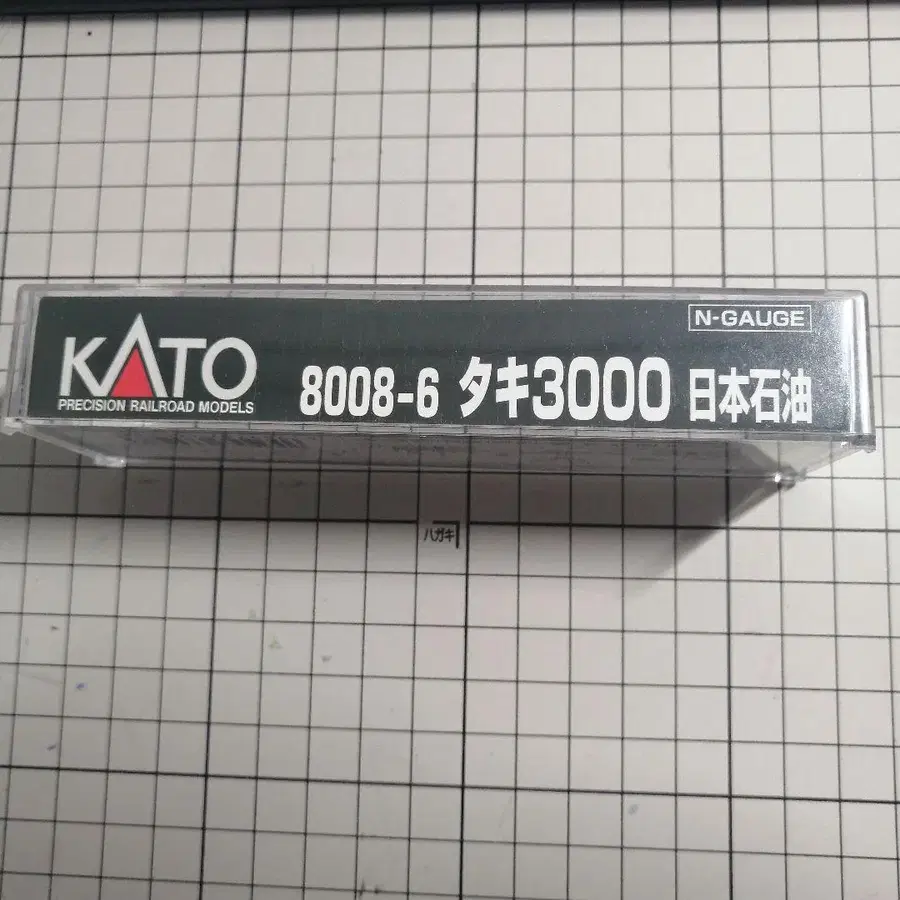 N-GAUGE
KATO
PRECISION RAILROAD MODELS
8008-6 タキ3000 日本石油
ハガキ